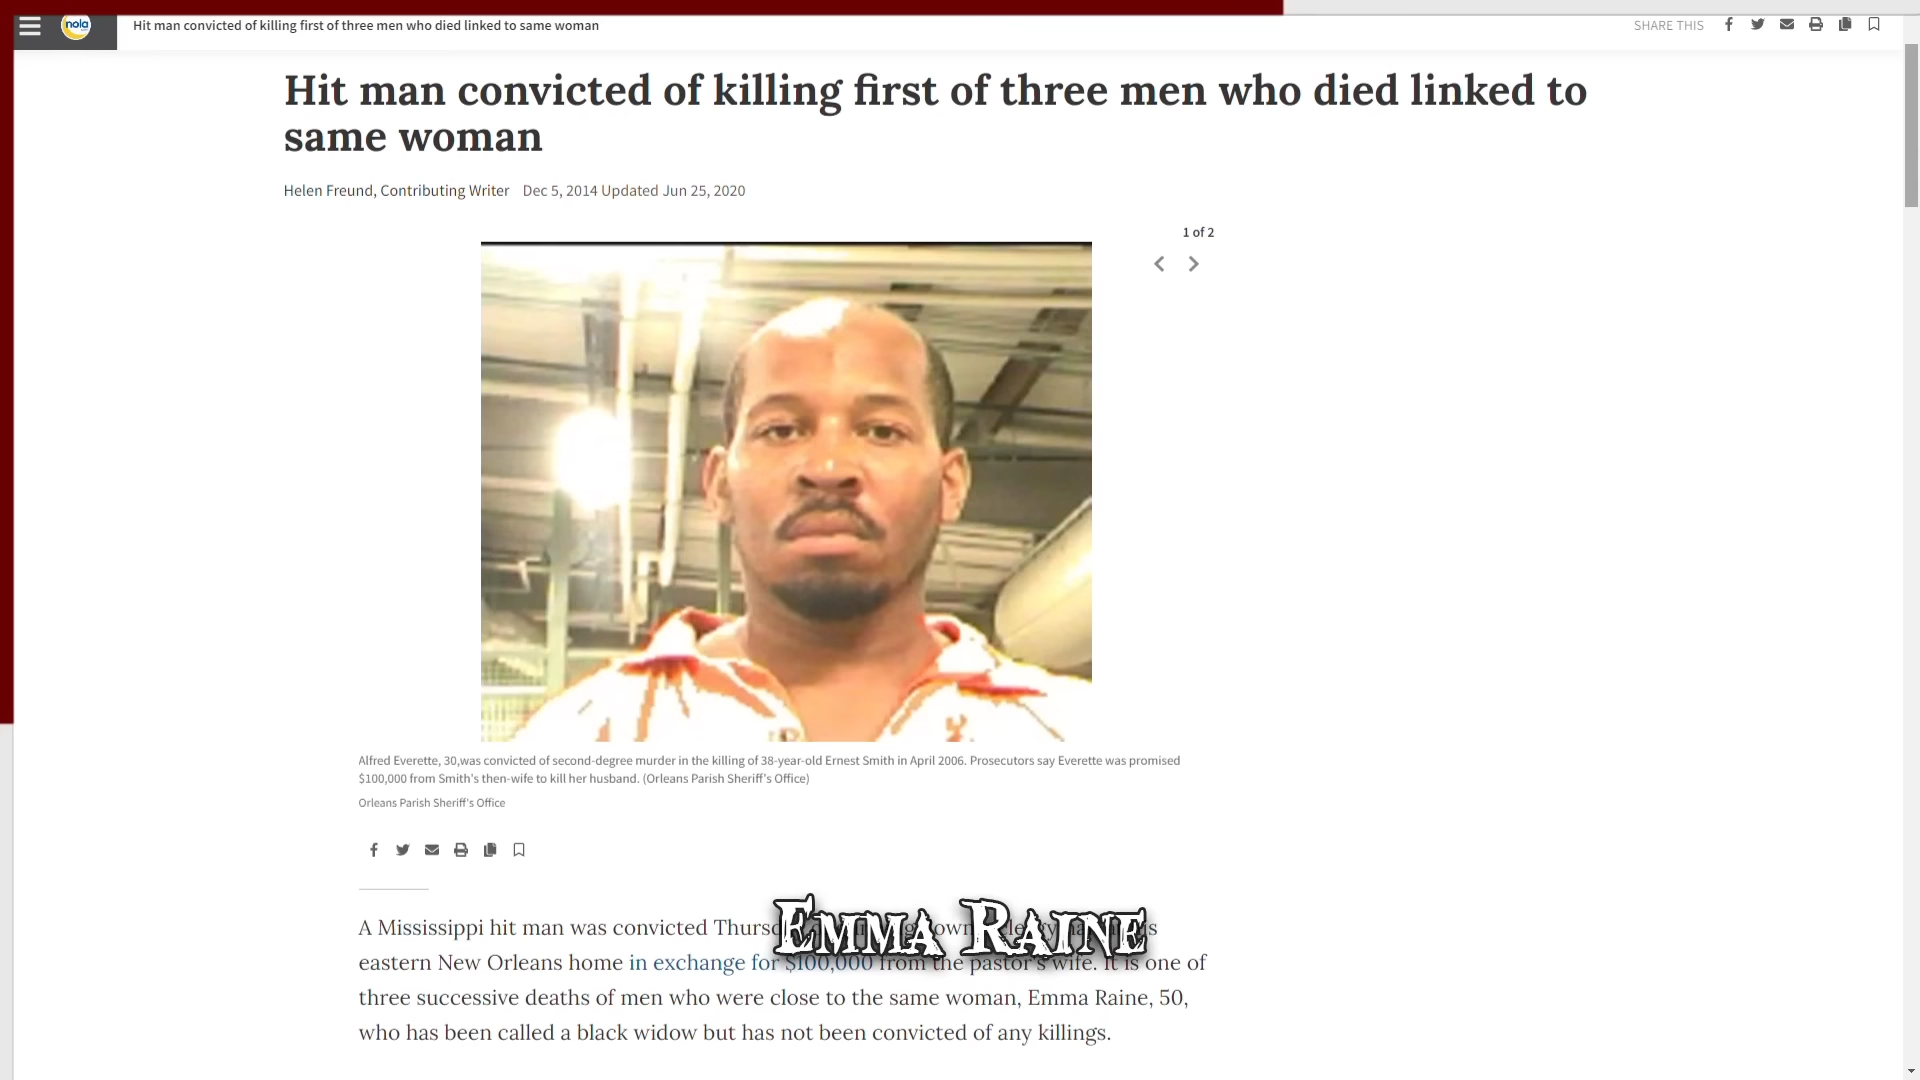 nola
Hit man convicted of killing first of three men who died linked to same woman
SHARE THIS
Hit man convicted of killing first of three men who died linked to
same woman
Helen Freund, Contributing Writer Dec 5, 2014 Updated Jun 25, 2020
1 of 2
Alfred Everette, 30,was convicted of second-degree murder in the killing of 38-year-old Ernest Smith in April 2006. Prosecutors say Everette was promised
$100,000 from Smith's then-wife to kill her husband. (Orleans Parish Sheriff's Office)
Orleans Parish Sheriff's Office
A Mississippi hit man was convicted
Emma Raine
eastern New Orleans home in exchange for $100,000 from the pastor's wife. It is one of
three successive deaths of men who were close to the same woman, Emma Raine, 50,
who has been called a black widow but has not been convicted of any killings.